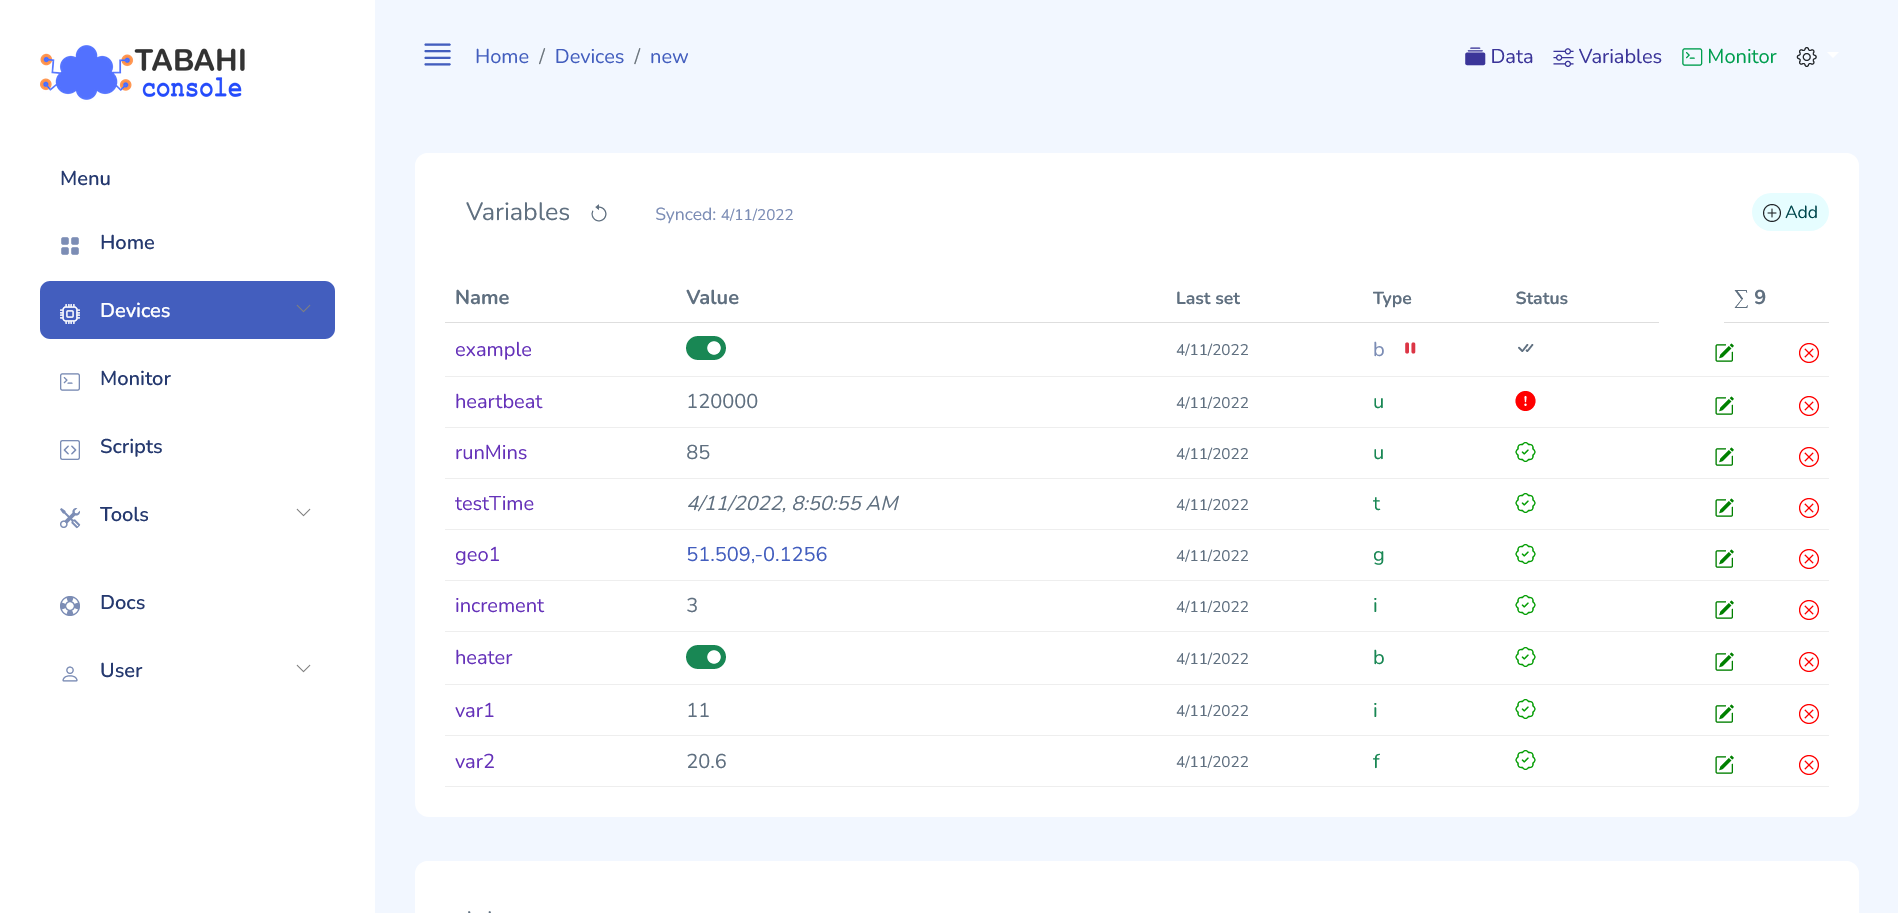 TABAHI
console
Menu
Home
Devices
Monitor
Scripts
Tools
Docs
User
Home / Devices / new
Data Variables Monitor
Variables Synced: 4/11/2022 Add
Name Value Last set Type Status ∑ 9
example 4/11/2022 b
heartbeat 120000 4/11/2022 u
runMins 85 4/11/2022 u
testTime 4/11/2022, 8:50:55 AM 4/11/2022 t
geo1 51.509,-0.1256 4/11/2022 g
increment 3 4/11/2022 i
heater 4/11/2022 b
var1 11 4/11/2022 i
var2 20.6 4/11/2022 f